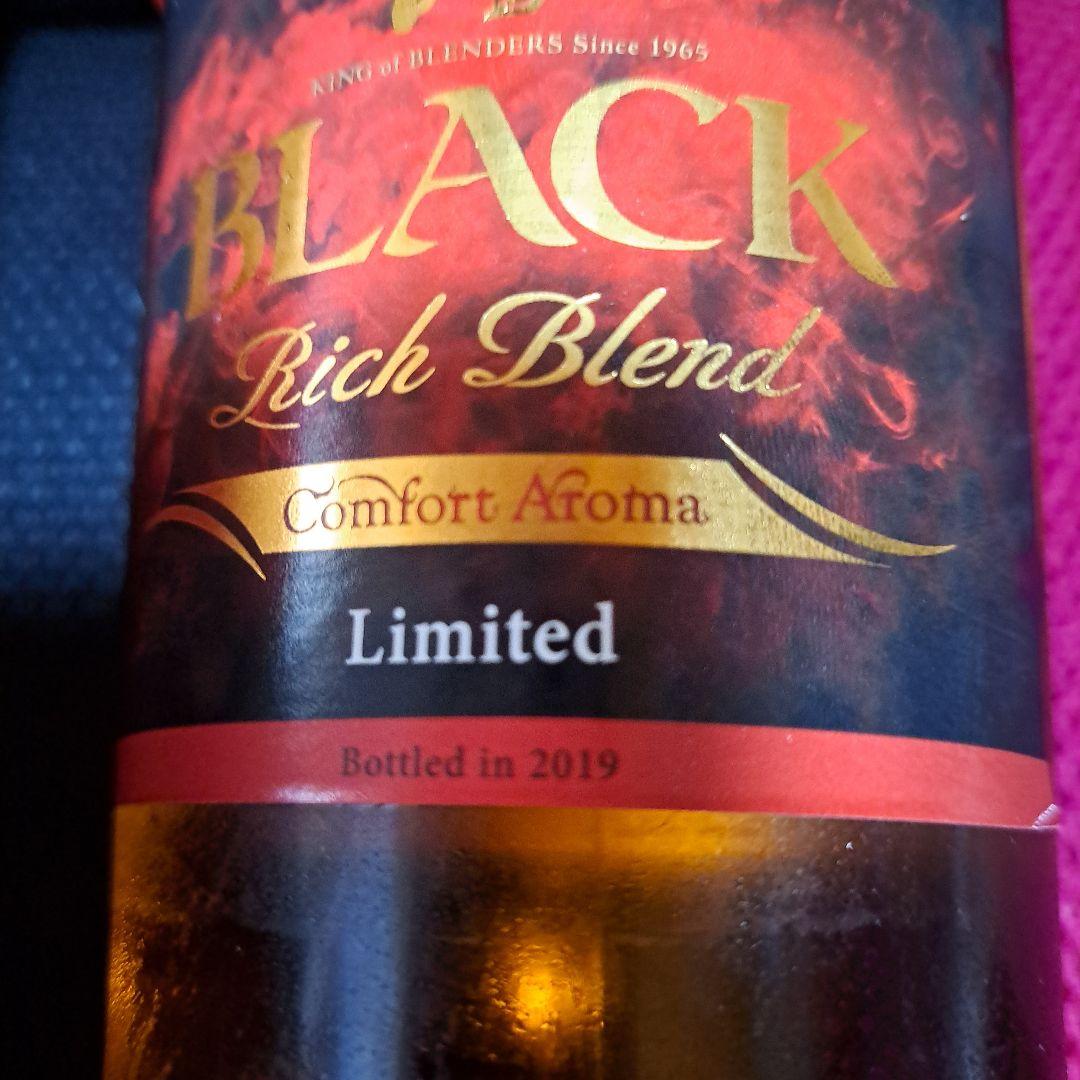 KING of BLENDERS Since 1965
BLACK
Rich Blend
Comfort Aroma
Limited
Bottled in 2019